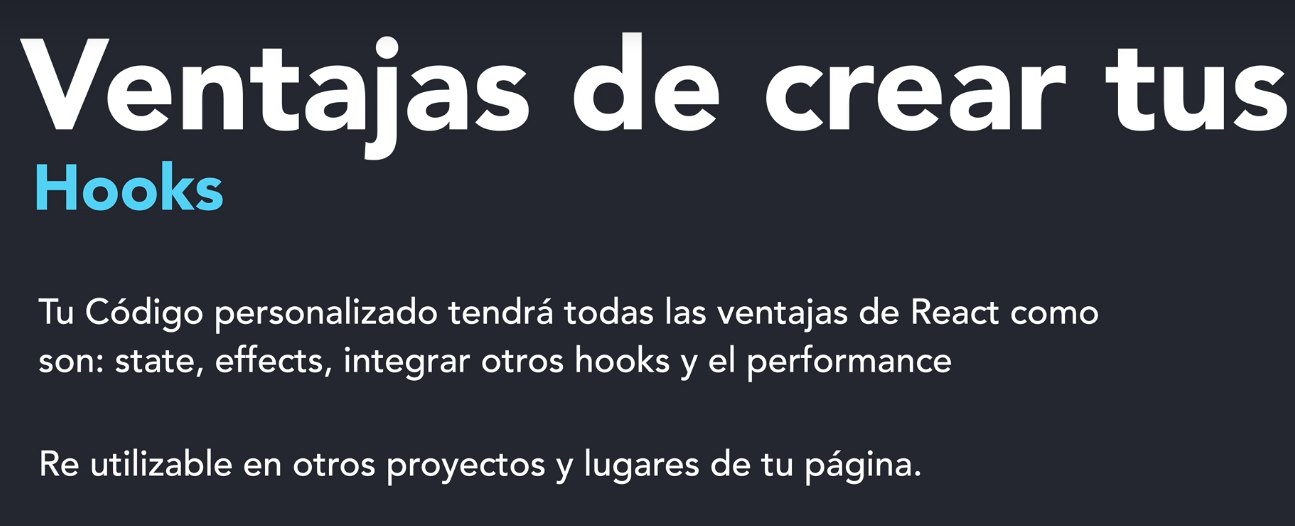 Ventajas de crear tus
Hooks
Tu Código personalizado tendrá todas las ventajas de React como
son: state, effects, integrar otros hooks y el performance
Re utilizable en otros proyectos y lugares de tu página.